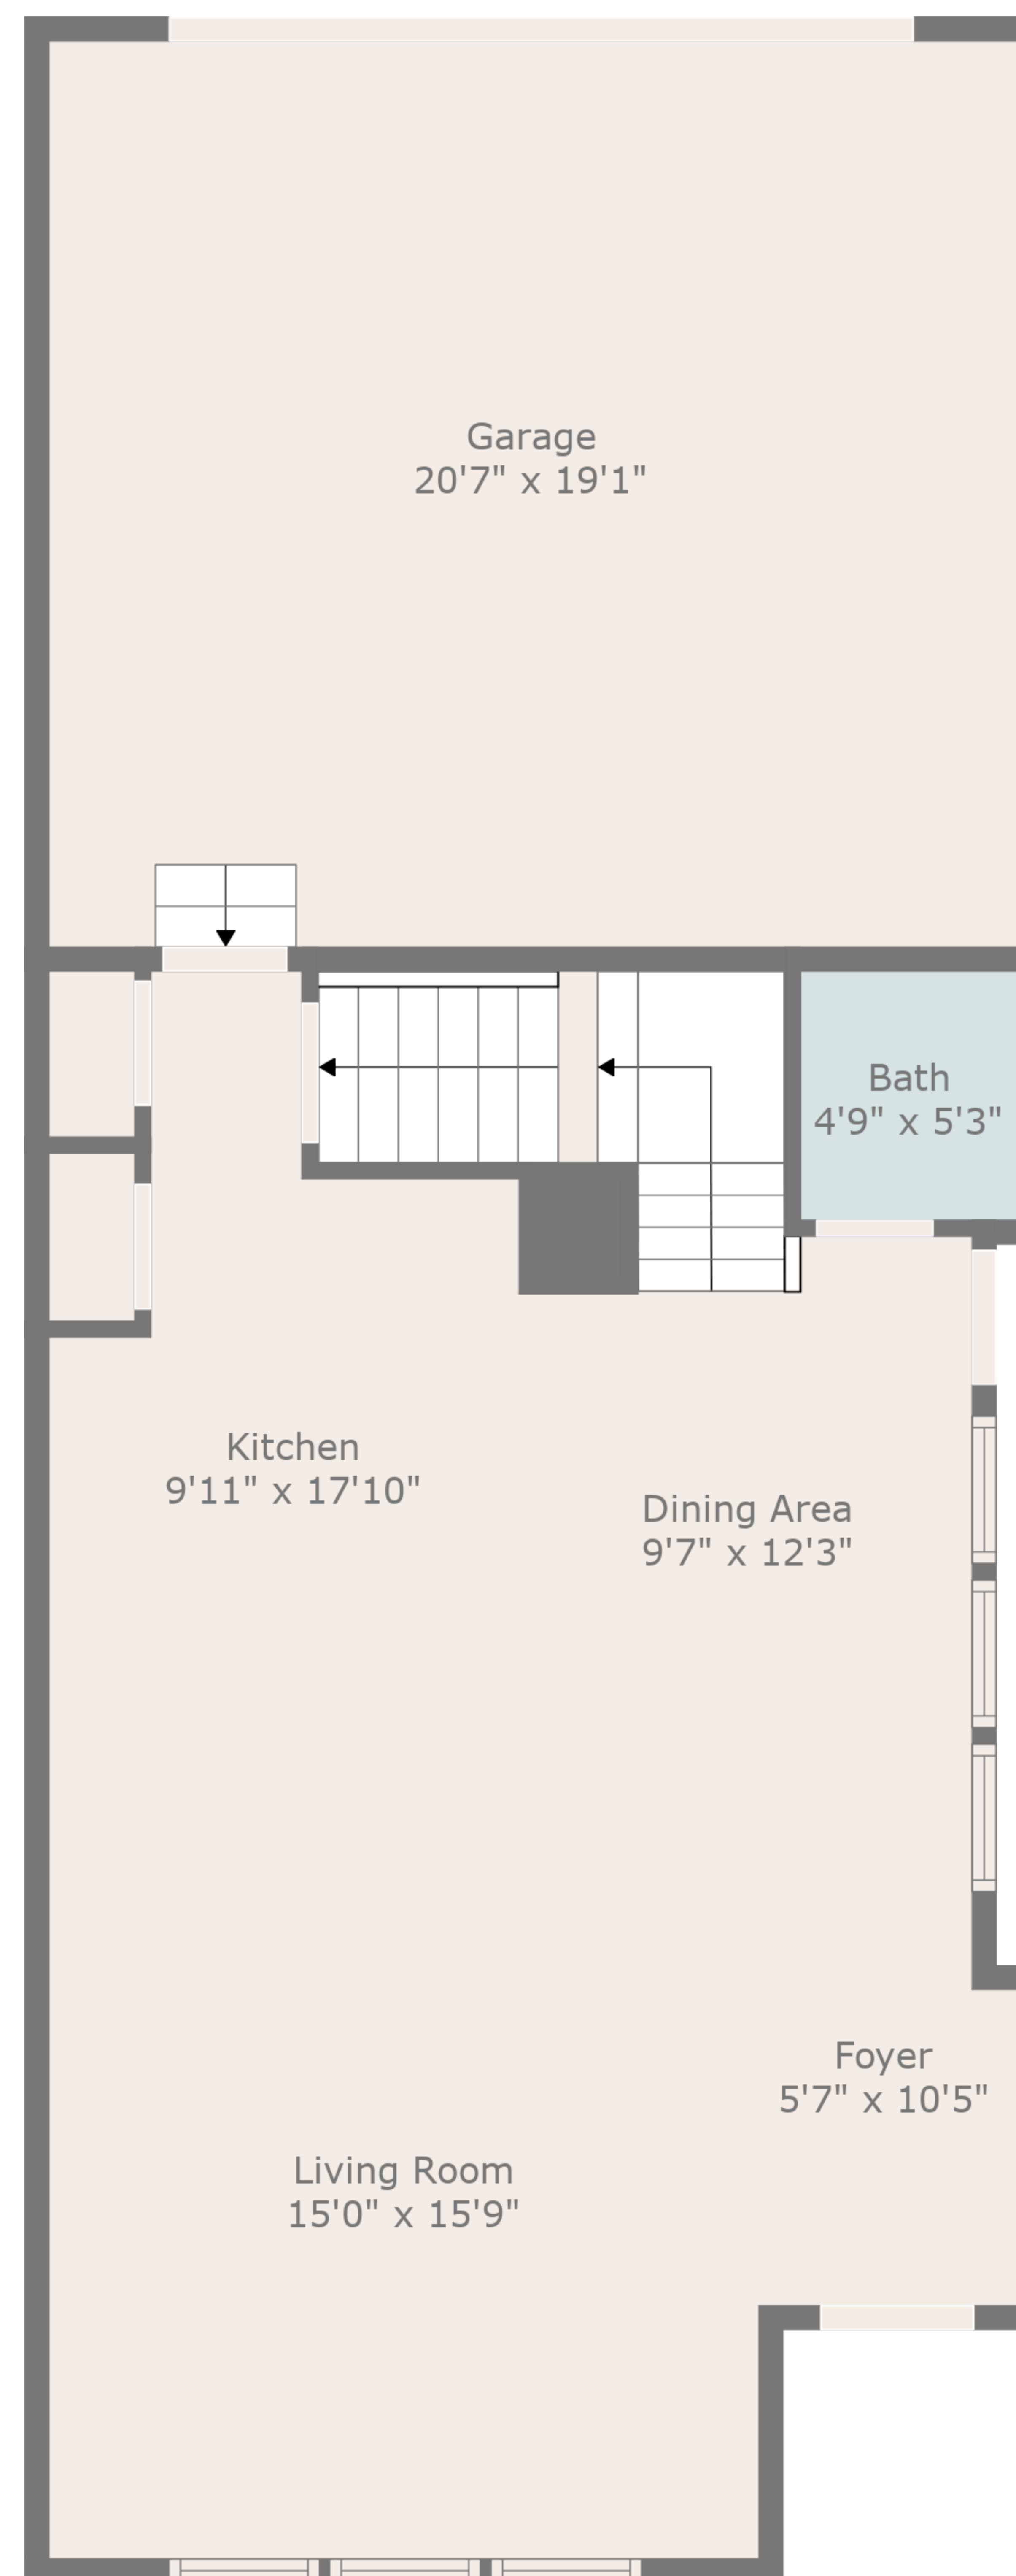 Garage
20'7" x 19'1"
Bath
4'9" x 5'3"
Kitchen
9'11" x 17'10"
Dining Area
9'7" x 12'3"
Foyer
5'7" x 10'5"
Living Room
15'0" x 15'9"